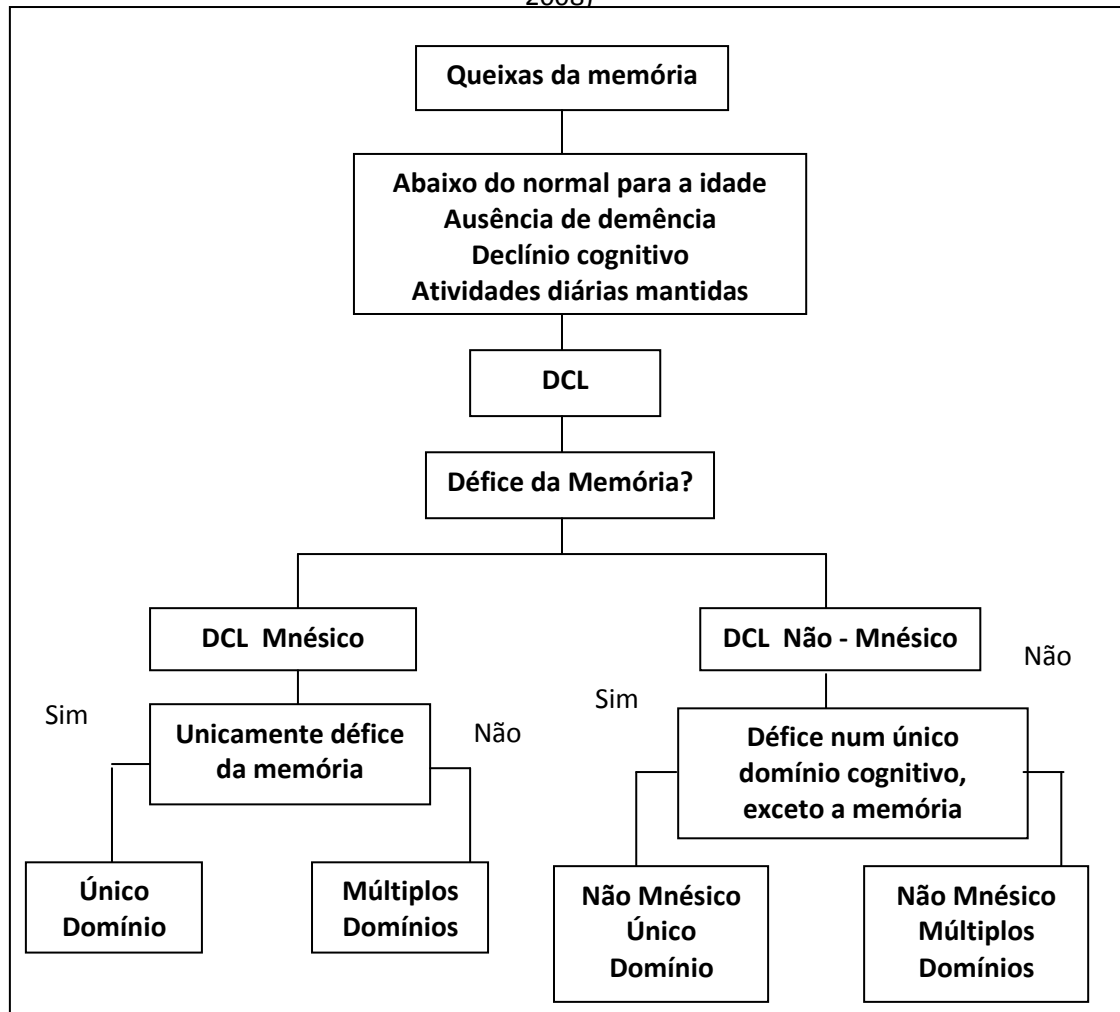 2008)
Queixas da memória
Abaixo do normal para a idade
Ausência de demência
Declínio cognitivo
Atividades diárias mantidas
DCL
Défice da Memória?
DCL Mnésico
DCL Não - Mnésico
Sim
Unicamente défice
da memória
Não
Sim
Défice num único
domínio cognitivo,
exceto a memória
Não
Único
Domínio
Múltiplos
Domínios
Não Mnésico
Único
Domínio
Não Mnésico
Múltiplos
Domínios